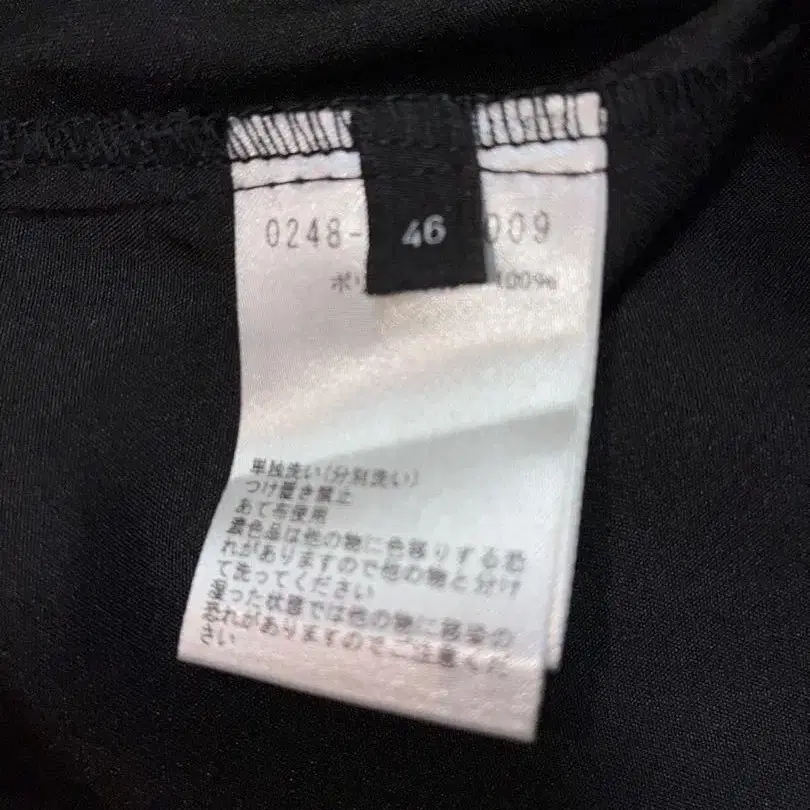 0248-
46
009
ポリ
100%
単独洗い(分別洗い)
つけ置き禁止
あて布使用
濃色品は他の物に色移りする恐
れがありますので他の物と分け
て洗ってください
湿った状態では他の物に移染の
恐れがありますのでご注意くだ
さい